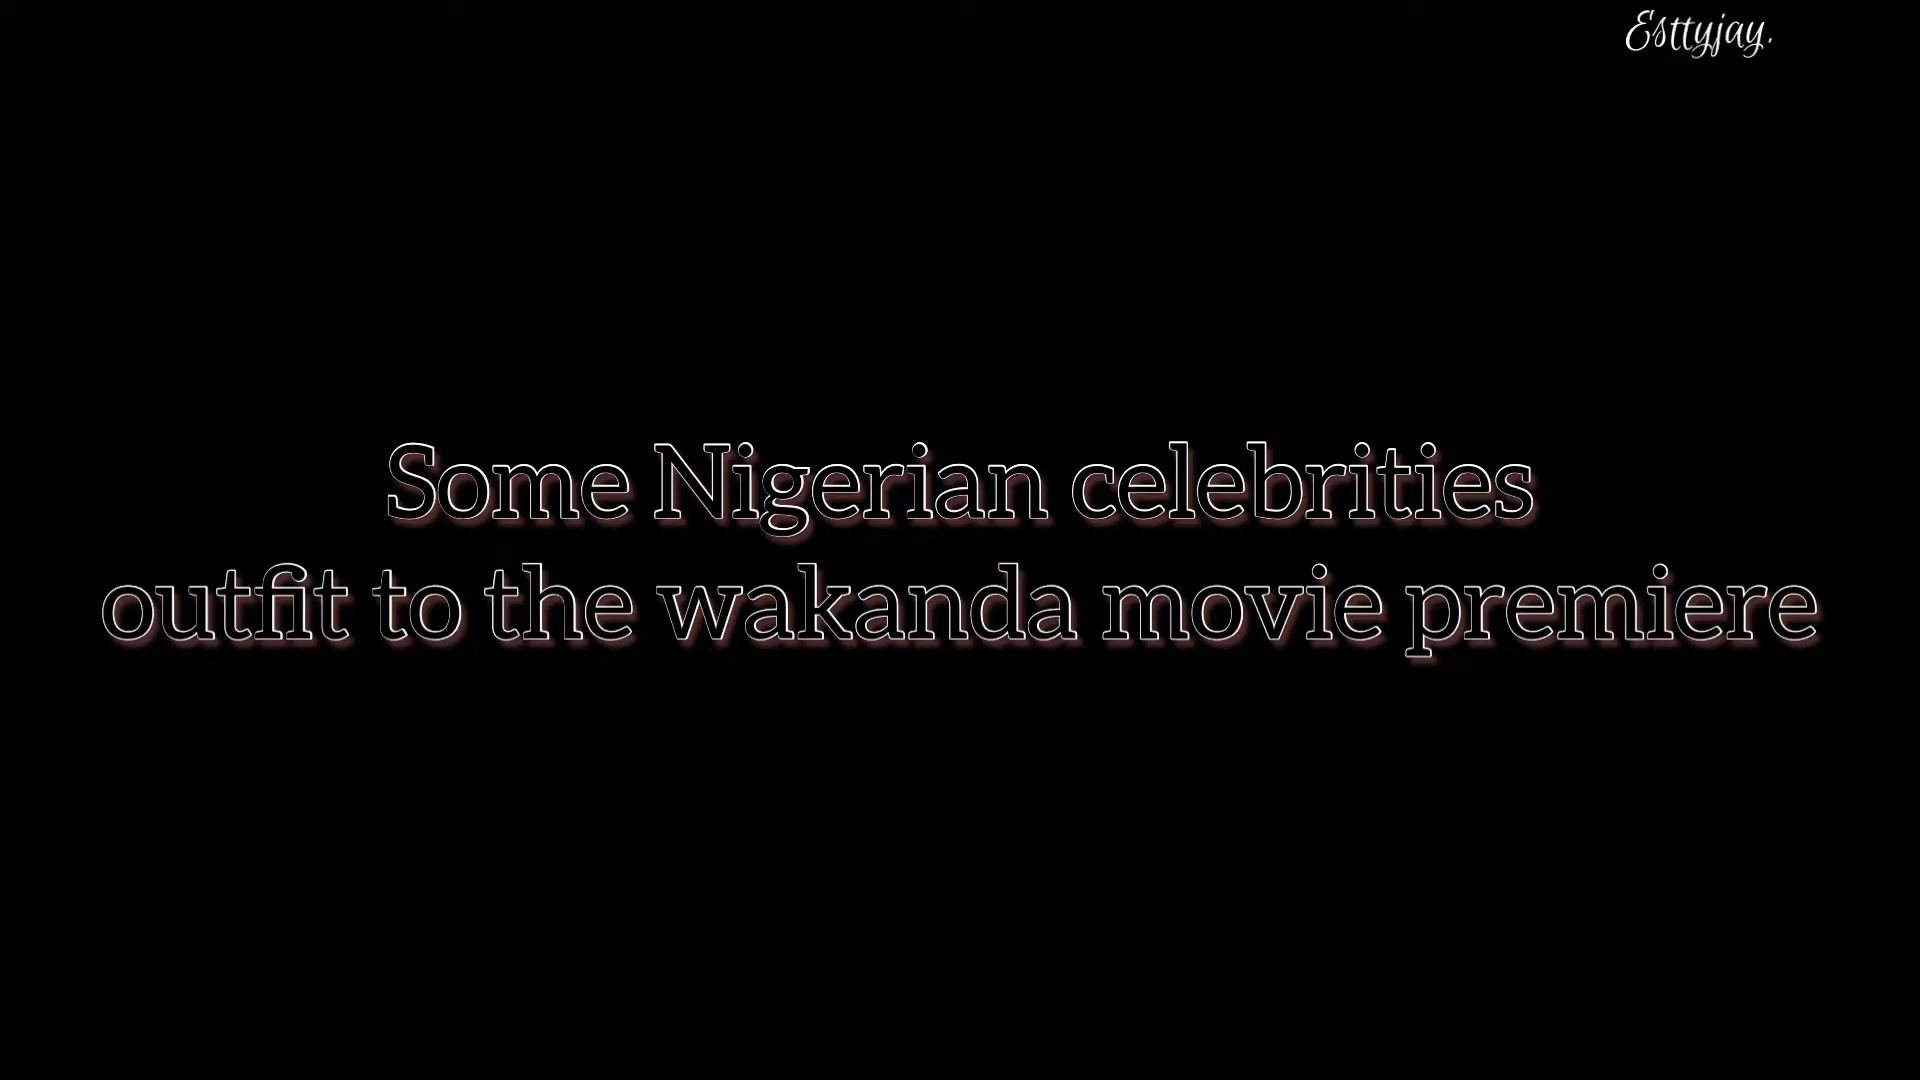 Esttyjay.
Some Nigerian celebrities
outfit to the wakanda movie premiere